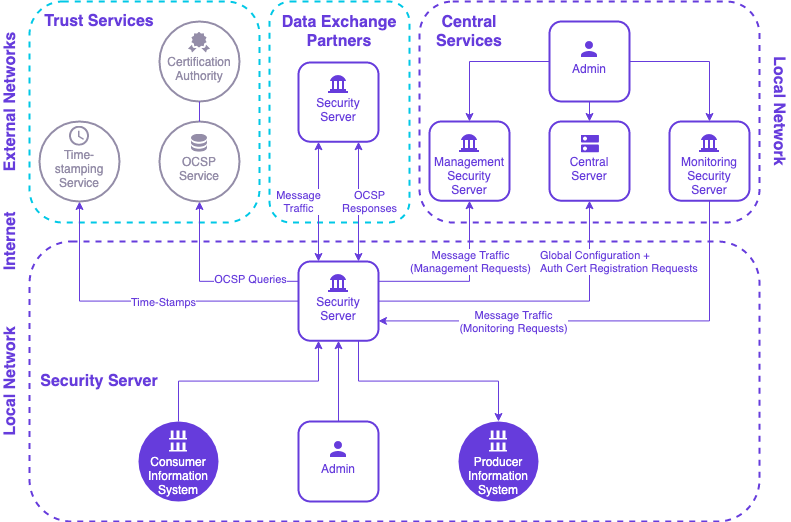 Trust Services
Data Exchange
Partners
Central
Services
External Networks
Local Network
Certification
Authority
Security
Server
Admin
Time-
stamping
Service
OCSP
Service
Management
Security
Server
Central
Server
Monitoring
Security
Server
Message
Traffic
OCSP
Responses
Internet
Message Traffic
(Management Requests)
Global Configuration +
Auth Cert Registration Requests
OCSP Queries
Time-Stamps
Security
Server
Message Traffic
(Monitoring Requests)
Local Network
Security Server
Consumer
Information
System
Admin
Producer
Information
System